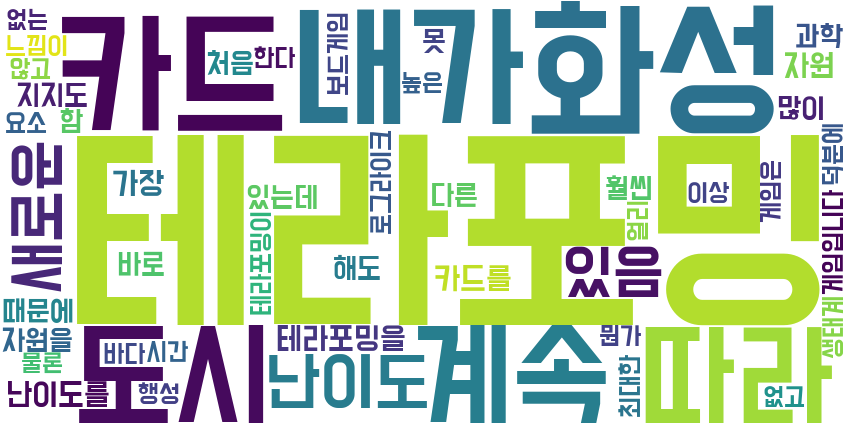 없는
느낌이
않고
지지도
요소
함
카드
처음
한다
내가
보드게임
못
높은
화성
과학
자원
많이
공로새
테라포밍
가장
바로
있는데
테라포밍이
로그라이크
다른
해도
카드를
훨씬
얼리
이상
게임은
있음
덕분에
게임입니다
생태계
때문에
자원을
물론
난이도를
도시
바다
시간
행성
테라포밍을
난이도
계속
뭔가
최대한
따라
없고